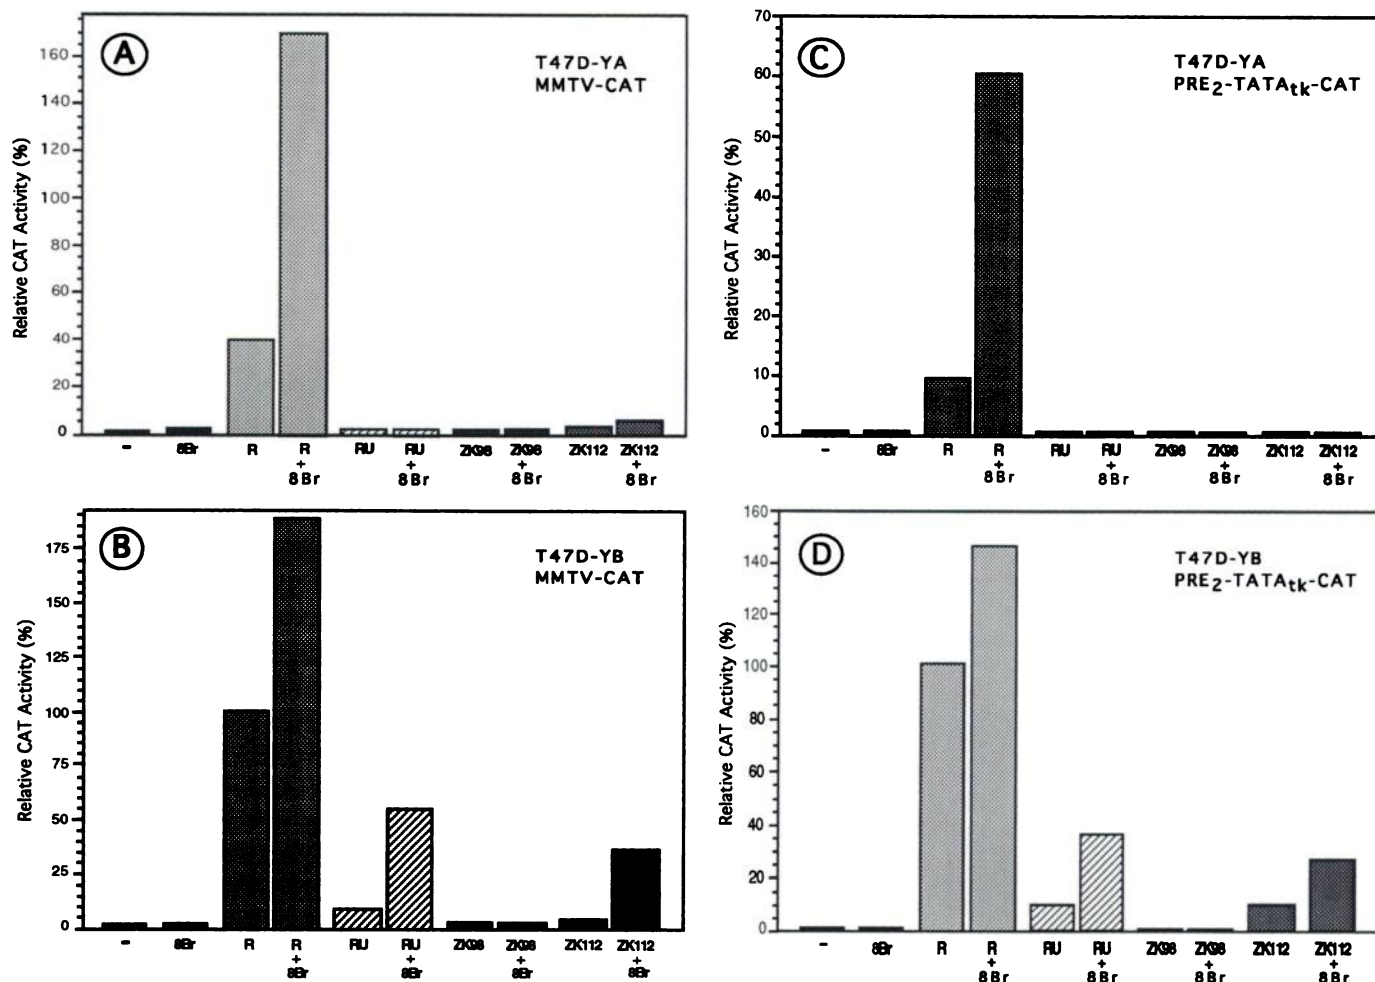 A
T47D-YA
MMTV-CAT
Relative CAT Activity (%)
160
140
120
100
80
60
40
20
0
- 8Br R R RU RU ZK98 ZK98 ZK112 ZK112
+ + + +
8Br 8Br 8Br 8Br
C
T47D-YA
PRE2-TATAtk-CAT
Relative CAT Activity (%)
70
60
50
40
30
20
10
0
- 8Br R R RU RU ZK98 ZK98 ZK112 ZK112
+ + + +
8Br 8Br 8Br 8Br
B
T47D-YB
MMTV-CAT
Relative CAT Activity (%)
175
150
125
100
75
50
25
0
- 8Br R R RU RU ZK98 ZK98 ZK112 ZK112
+ + + +
8Br 8Br 8Br 8Br
D
T47D-YB
PRE2-TATAtk-CAT
Relative CAT Activity (%)
160
140
120
100
80
60
40
20
0
- 8Br R R RU RU ZK98 ZK98 ZK112 ZK112
+ + + +
8Br 8Br 8Br 8Br